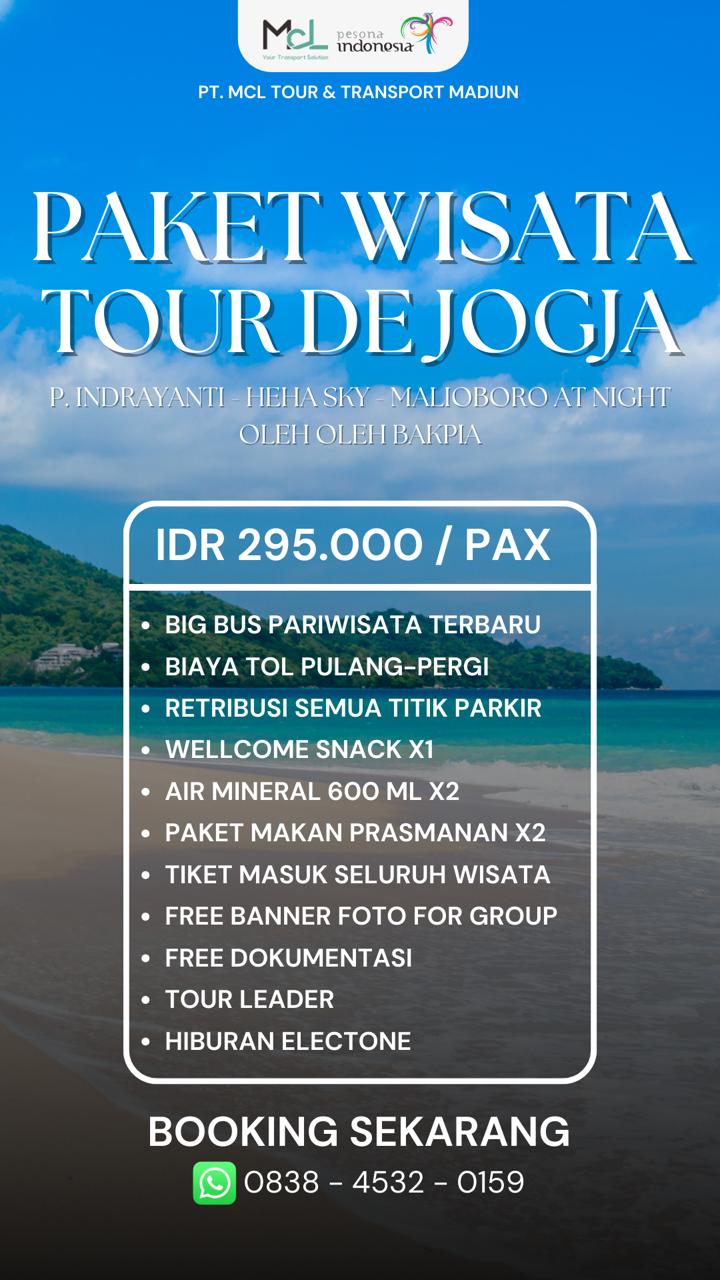 McL
Your Transport Solution
pesona
indonesia
PT. MCL TOUR & TRANSPORT MADIUN
PAKET WISATA
TOUR DE JOGJA
P. INDRAYANTI - HEHA SKY - MALIOBORO AT NIGHT
OLEH OLEH BAKPIA
IDR 295.000 / PAX
• BIG BUS PARIWISATA TERBARU
• BIAYA TOL PULANG-PERGI
• RETRIBUSI SEMUA TITIK PARKIR
• WELLCOME SNACK X1
• AIR MINERAL 600 ML X2
• PAKET MAKAN PRASMANAN X2
• TIKET MASUK SELURUH WISATA
• FREE BANNER FOTO FOR GROUP
• FREE DOKUMENTASI
• TOUR LEADER
• HIBURAN ELECTONE
BOOKING SEKARANG
0838 - 4532 - 0159